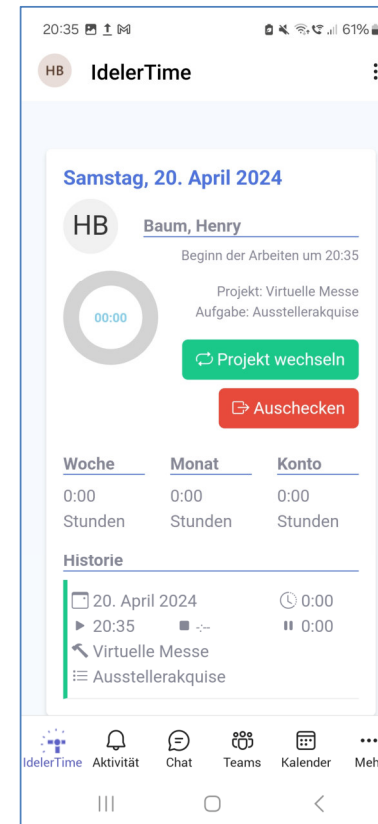 20:35 61%
HB IdelerTime
Samstag, 20. April 2024
HB Baum, Henry
Beginn der Arbeiten um 20:35
00:00
Projekt: Virtuelle Messe
Aufgabe: Ausstellerakquise
Projekt wechseln
Auschecken
Woche Monat Konto
0:00 0:00 0:00
Stunden Stunden Stunden
Historie
20. April 2024 0:00
20:35 -:-- 0:00
Virtuelle Messe
Ausstellerakquise
IdelerTime Aktivität Chat Teams Kalender Meh